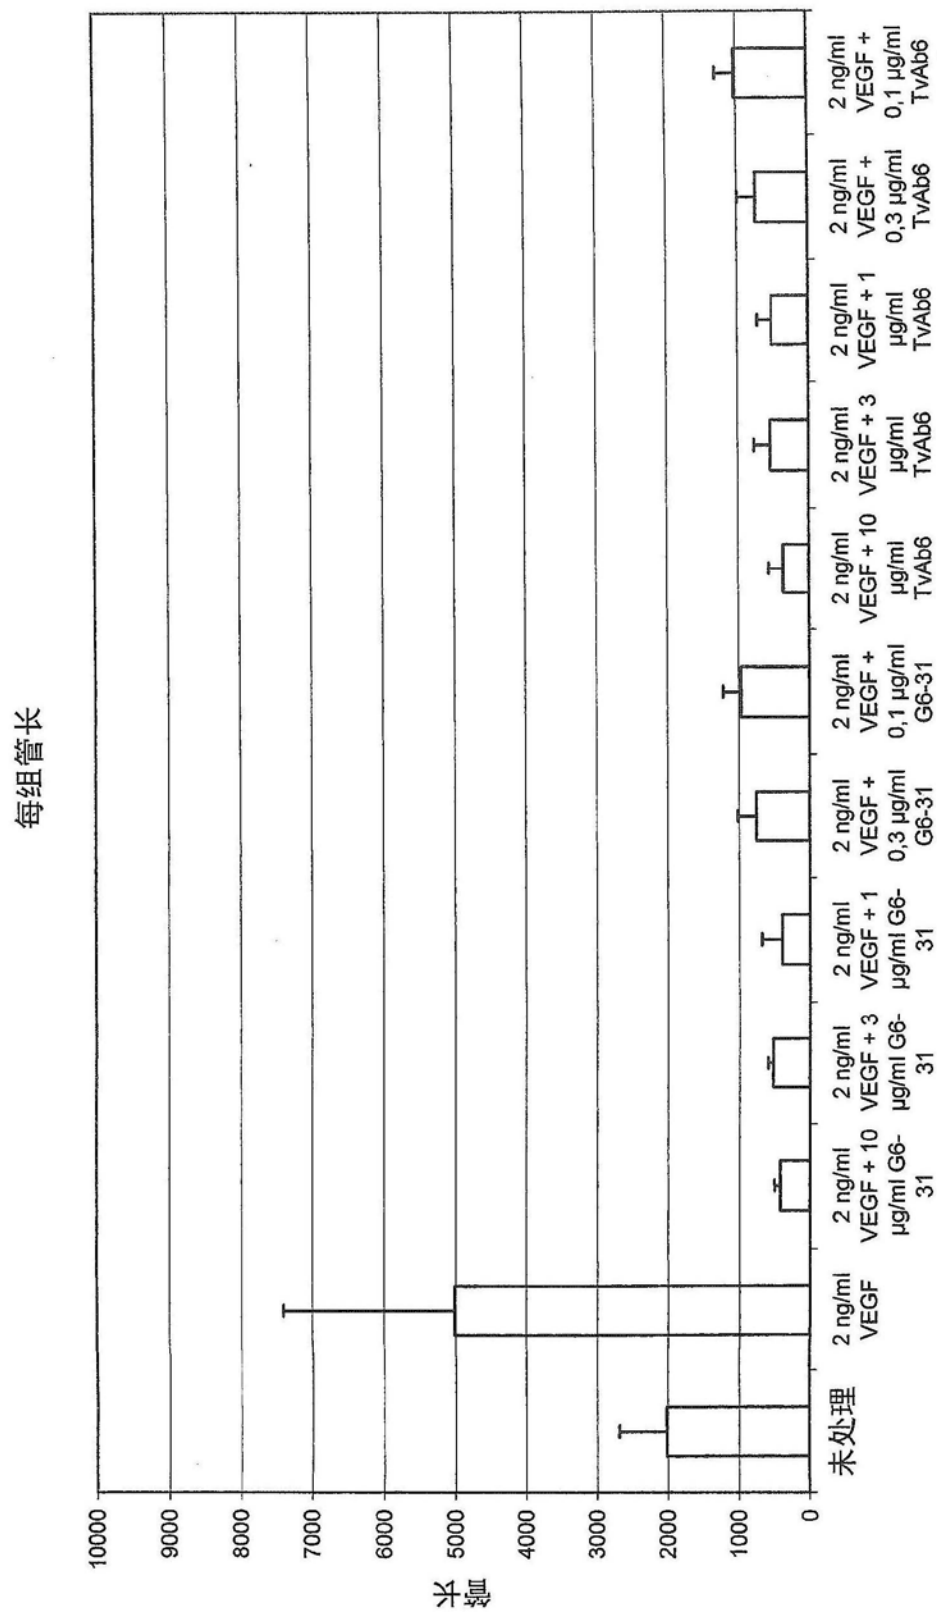 每组管长
管长
10000
9000
8000
7000
6000
5000
4000
3000
2000
1000
0
未处理
2 ng/ml
VEGF
2 ng/ml
VEGF + 10
µg/ml G6-
31
2 ng/ml
VEGF + 3
µg/ml G6-
31
2 ng/ml
VEGF + 1
µg/ml G6-
31
2 ng/ml
VEGF +
0,3 µg/ml
G6-31
2 ng/ml
VEGF +
0,1 µg/ml
G6-31
2 ng/ml
VEGF + 10
µg/ml
TvAb6
2 ng/ml
VEGF + 3
µg/ml
TvAb6
2 ng/ml
VEGF + 1
µg/ml
TvAb6
2 ng/ml
VEGF +
0,3 µg/ml
TvAb6
2 ng/ml
VEGF +
0,1 µg/ml
TvAb6